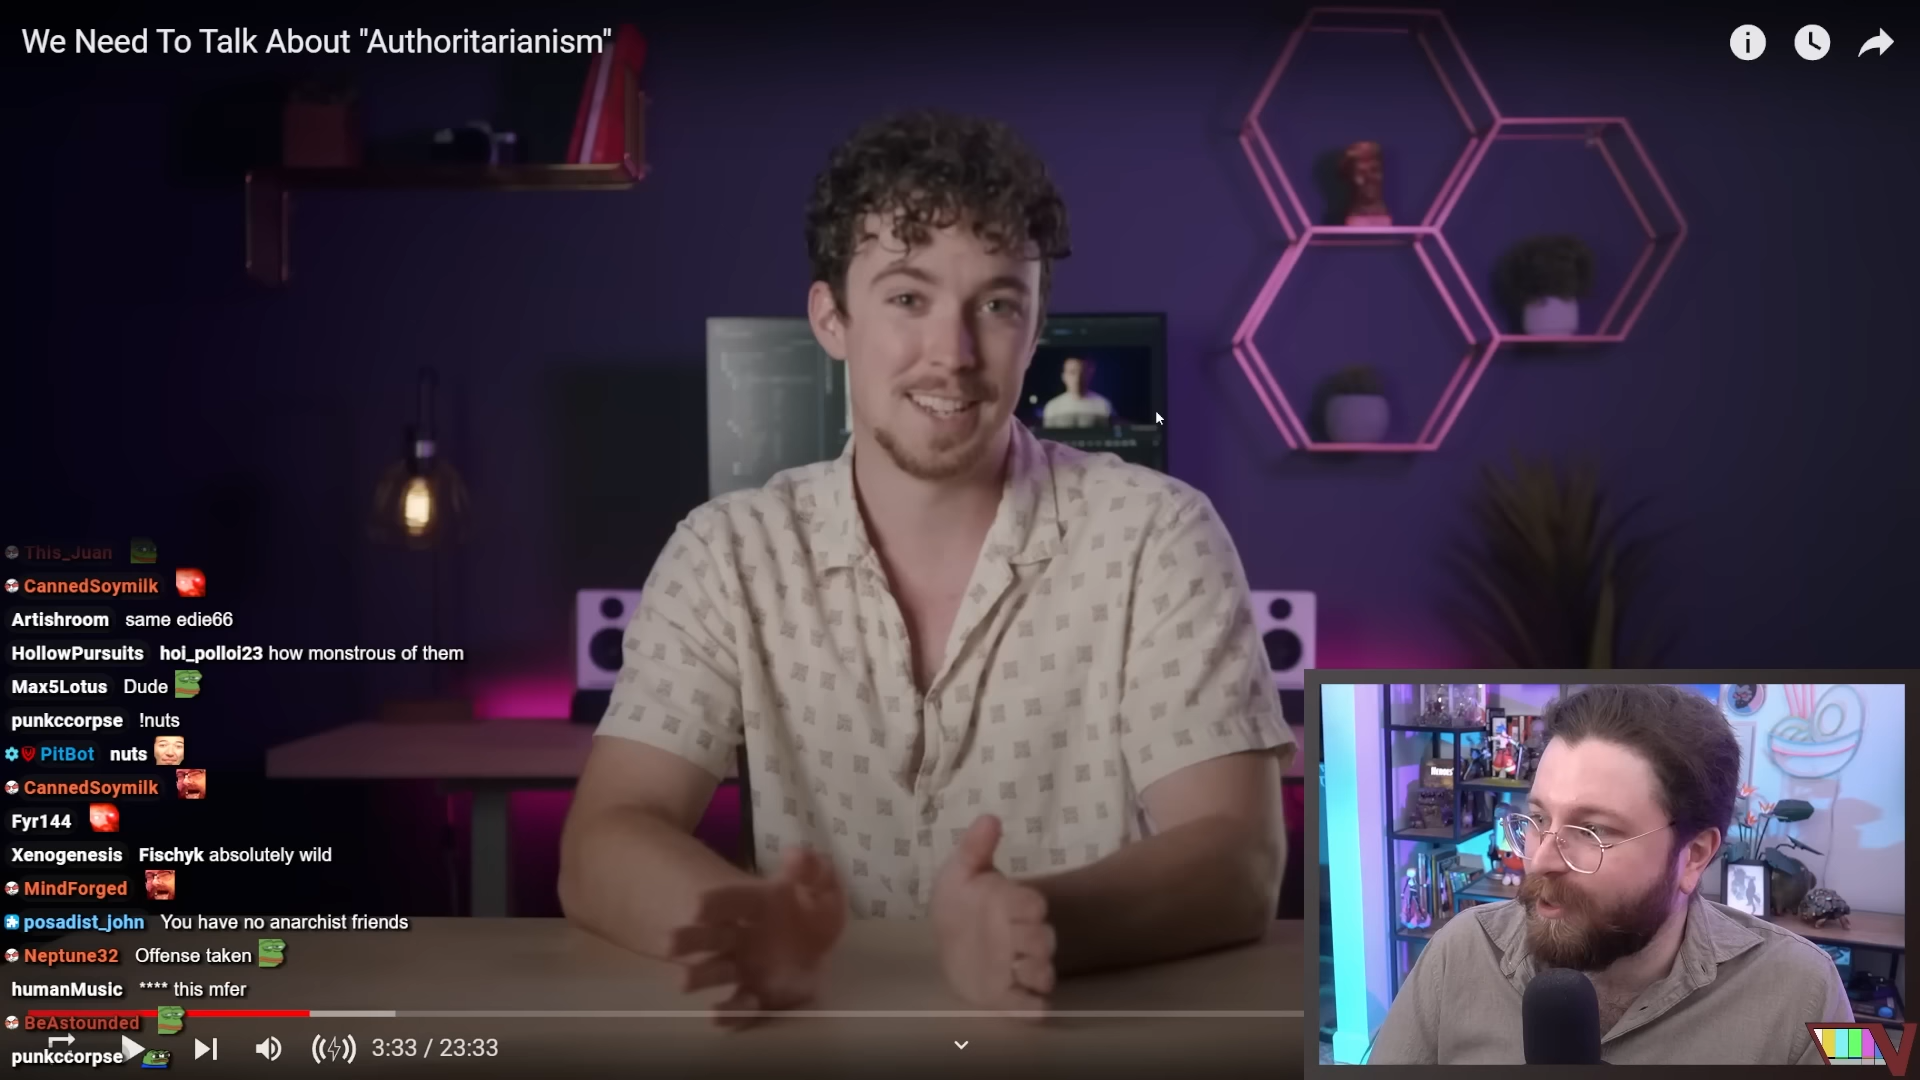 We Need To Talk About "Authoritarianism"
This_Juan
CannedSoymilk
Artishroom same edie66
HollowPursuits hoi_polloi23 how monstrous of them
Max5Lotus Dude
punkccorpse !nuts
PitBot nuts
CannedSoymilk
Fyr144
Xenogenesis Fischyk absolutely wild
MindForged
posadist_john You have no anarchist friends
Neptune32 Offense taken
humanMusic **** this mfer
BeAstounded
punkccorpse
3:33 / 23:33
HEROES
V